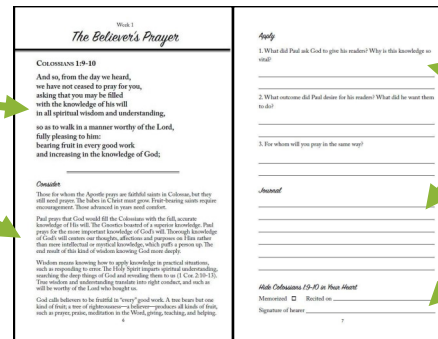 Week 1
The Believer's Prayer
COLOSSIANS 1:9-10
And so, from the day we heard,
we have not ceased to pray for you,
asking that you may be filled
with the knowledge of his will
in all spiritual wisdom and understanding,
so as to walk in a manner worthy of the Lord,
fully pleasing to him:
bearing fruit in every good work
and increasing in the knowledge of God;
Consider
Those for whom the Apostle prays are faithful saints in Colossae, but they
still need prayer. The babes in Christ must grow. Fruit-bearing saints require
encouragement. Those advanced in years need comfort.
Paul prays that God would fill the Colossians with the full, accurate
knowledge of His will. The Gnostics boasted of a superior knowledge. Paul
prays for the more important knowledge of God's will. Thorough knowledge
of God's will centers our thoughts, affections and purposes on Him rather
than mere intellectual or mystical knowledge, which puffs a person up. The
end result of this kind of wisdom knowing God more deeply.
Wisdom means knowing how to apply knowledge in practical situations,
such as responding to error. The Holy Spirit imparts spiritual understanding,
searching the deep things of God and revealing them to us (1 Cor. 2:10-13).
True wisdom and understanding translate into right conduct, and such as
will be worthy of the Lord who bought us.
God calls believers to be fruitful in "every" good work. A tree bears but one
kind of fruit; a tree of righteousness—a believer—produces all kinds of fruit,
such as prayer, praise, meditation in the Word, giving, teaching, and helping.
6
Apply
1. What did Paul ask God to give his readers? Why is this knowledge so
vital?
2. What outcome did Paul desire for his readers? What did he want them
to do?
3. For whom will you pray in the same way?
Journal
Hide Colossians 1:9-10 in Your Heart
Memorized Recited on
Signature of hearer
7